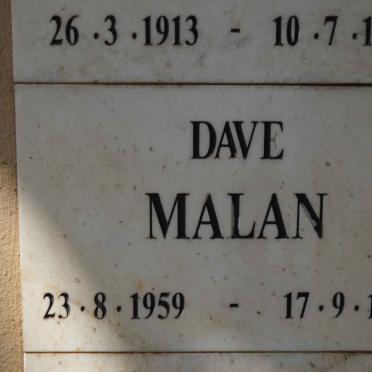 26·3·1913 - 10·7·1
DAVE
MALAN
23·8·1959 - 17·9·1